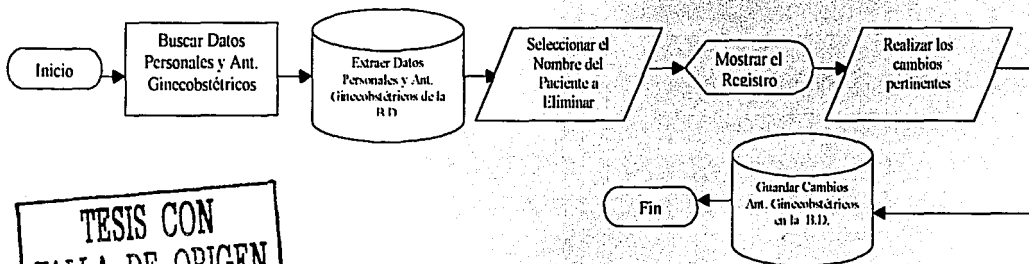 Inicio
Buscar Datos
Personales y Ant.
Ginecobstétricos
Extraer Datos
Personales y Ant.
Ginecobstétricos de la
B.D.
Seleccionar el
Nombre del
Paciente a
Eliminar
Mostrar el
Registro
Realizar los
cambios
pertinentes
Guardar Cambios
Ant. Ginecobstétricos
en la B.D.
Fin
TESIS CON
FALLA DE ORIGEN